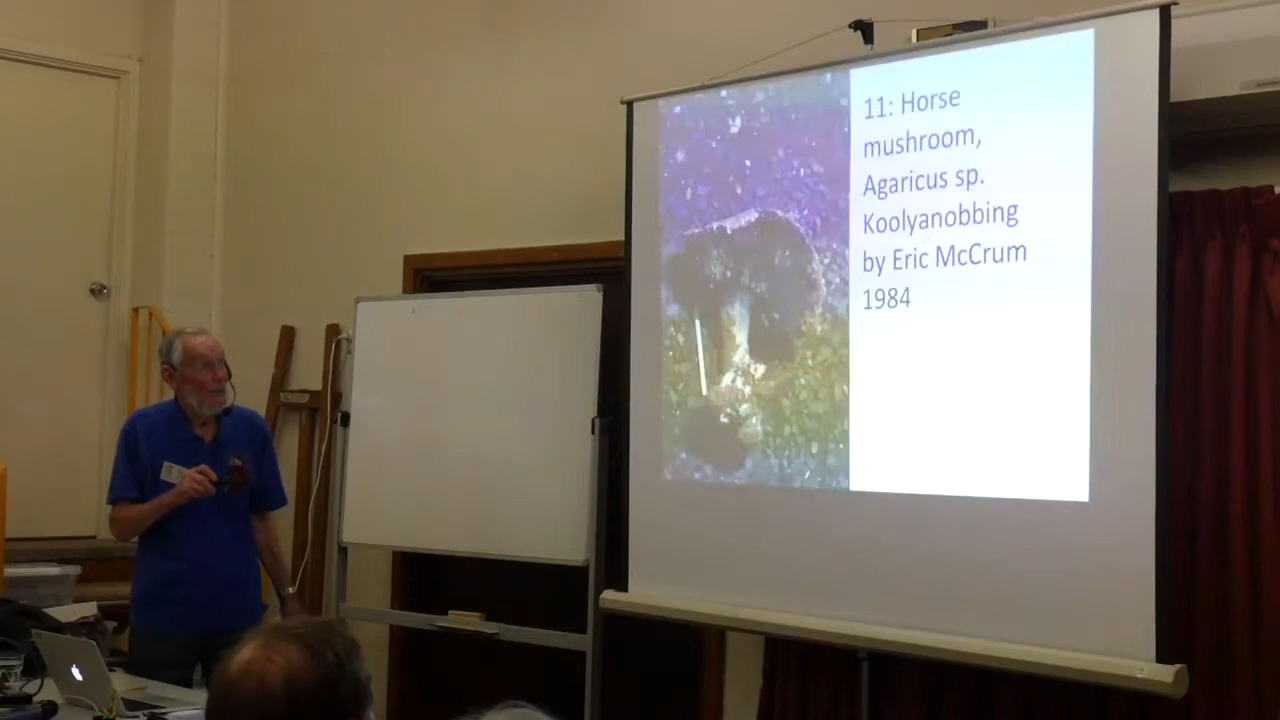 11: Horse
mushroom,
Agaricus sp.
Koolyanobbing
by Eric McCrum
1984